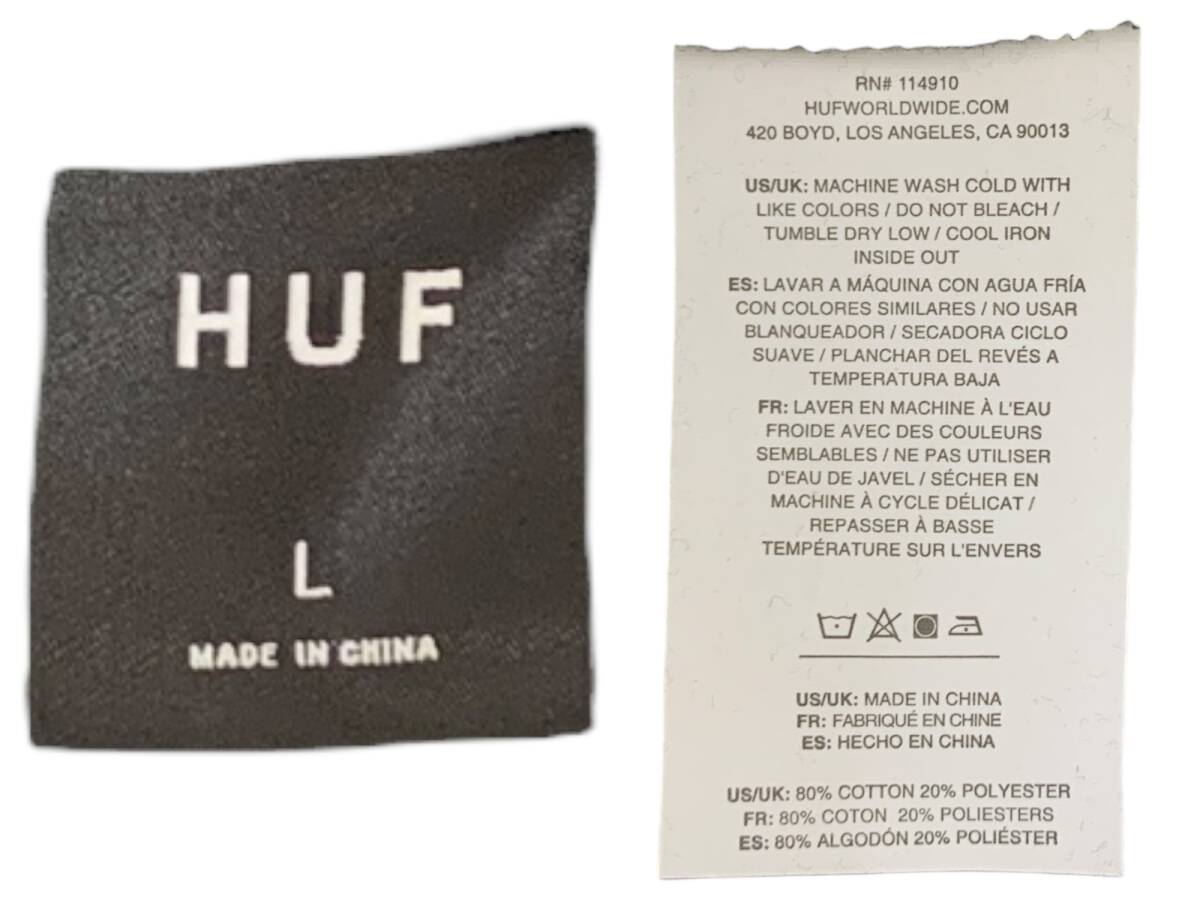 HUF
L
MADE IN CHINA
RN# 114910
HUFWORLDWIDE.COM
420 BOYD, LOS ANGELES, CA 90013
US/UK: MACHINE WASH COLD WITH
LIKE COLORS / DO NOT BLEACH /
TUMBLE DRY LOW / COOL IRON
INSIDE OUT
ES: LAVAR A MÁQUINA CON AGUA FRÍA
CON COLORES SIMILARES / NO USAR
BLANQUEADOR / SECADORA CICLO
SUAVE / PLANCHAR DEL REVÉS A
TEMPERATURA BAJA
FR: LAVER EN MACHINE À L'EAU
FROIDE AVEC DES COULEURS
SEMBLABLES / NE PAS UTILISER
D'EAU DE JAVEL / SÉCHER EN
MACHINE À CYCLE DÉLICAT /
REPASSER À BASSE
TEMPÉRATURE SUR L'ENVERS
US/UK: MADE IN CHINA
FR: FABRIQUÉ EN CHINE
ES: HECHO EN CHINA
US/UK: 80% COTTON 20% POLYESTER
FR: 80% COTON 20% POLIESTERS
ES: 80% ALGODÓN 20% POLIÉSTER